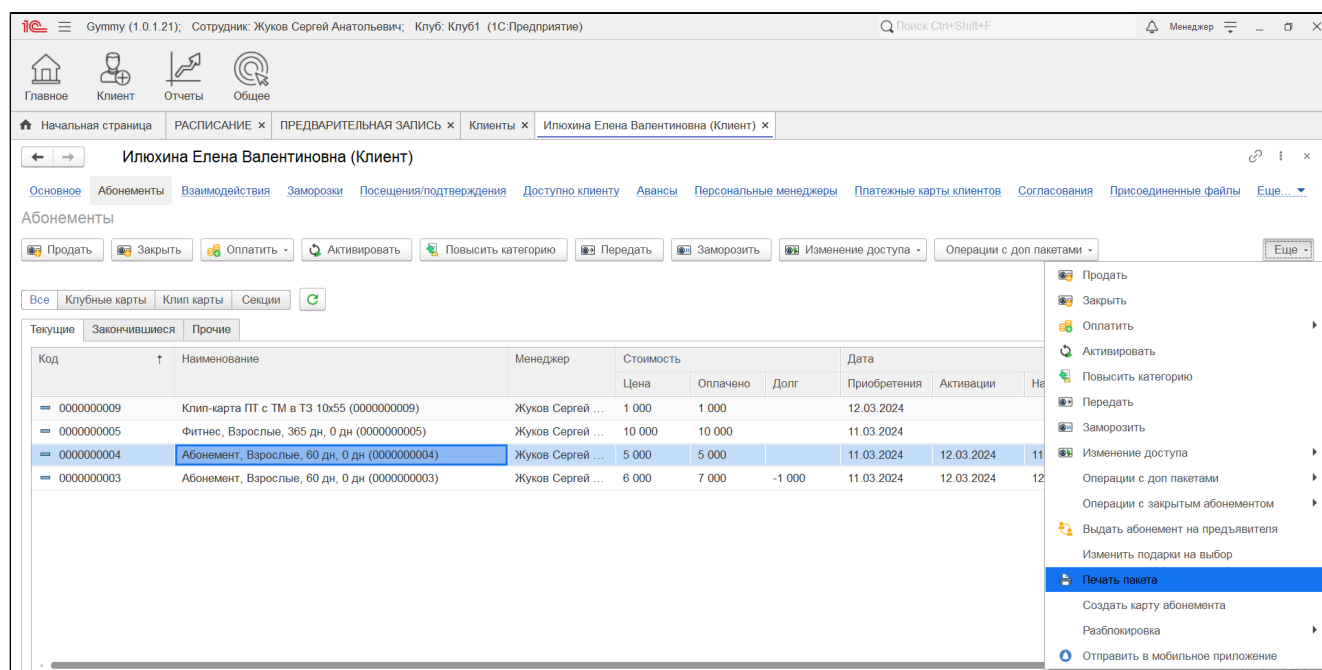 1С Gymmy (1.0.1.21); Сотрудник: Жуков Сергей Анатольевич; Клуб: Клуб1 (1С:Предприятие) Поиск Ctrl+Shift+F Менеджер
Главное Клиент Отчеты Общее
Начальная страница РАСПИСАНИЕ × ПРЕДВАРИТЕЛЬНАЯ ЗАПИСЬ × Клиенты × Илюхина Елена Валентиновна (Клиент) ×
Илюхина Елена Валентиновна (Клиент)
Основное Абонементы Взаимодействия Заморозки Посещения/подтверждения Доступно клиенту Авансы Персональные менеджеры Платежные карты клиентов Согласования Присоединенные файлы Еще...
Абонементы
Продать Закрыть Оплатить Активировать Повысить категорию Передать Заморозить Изменение доступа Операции с доп пакетами Еще
Все Клубные карты Клип карты Секции
Текущие Закончившиеся Прочие
Код ↑ Наименование Менеджер Стоимость Дата
Цена Оплачено Долг Приобретения Активации На
0000000009 Клип-карта ПТ с ТМ в ТЗ 10x55 (0000000009) Жуков Сергей ... 1 000 1 000 12.03.2024
0000000005 Фитнес, Взрослые, 365 дн, 0 дн (0000000005) Жуков Сергей ... 10 000 10 000 11.03.2024
0000000004 Абонемент, Взрослые, 60 дн, 0 дн (0000000004) Жуков Сергей ... 5 000 5 000 11.03.2024 12.03.2024 11
0000000003 Абонемент, Взрослые, 60 дн, 0 дн (0000000003) Жуков Сергей ... 6 000 7 000 -1 000 11.03.2024 12.03.2024 12
Продать
Закрыть
Оплатить
Активировать
Повысить категорию
Передать
Заморозить
Изменение доступа
Операции с доп пакетами
Операции с закрытым абонементом
Выдать абонемент на предъявителя
Изменить подарки на выбор
Печать пакета
Создать карту абонемента
Разблокировка
Отправить в мобильное приложение